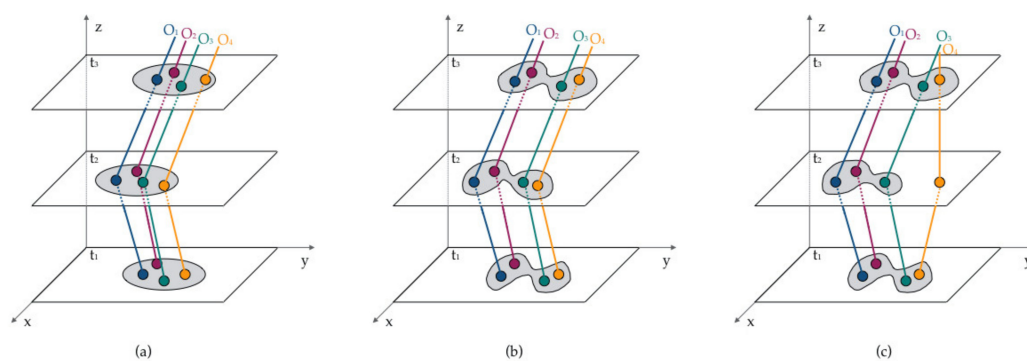 z
O₁ O₂ O₃ O₄
t₃
t₂
t₁
y
x
(a)
z
O₁ O₂ O₃ O₄
t₃
t₂
t₁
y
x
(b)
z
O₁ O₂ O₃
O₄
t₃
t₂
t₁
y
x
(c)